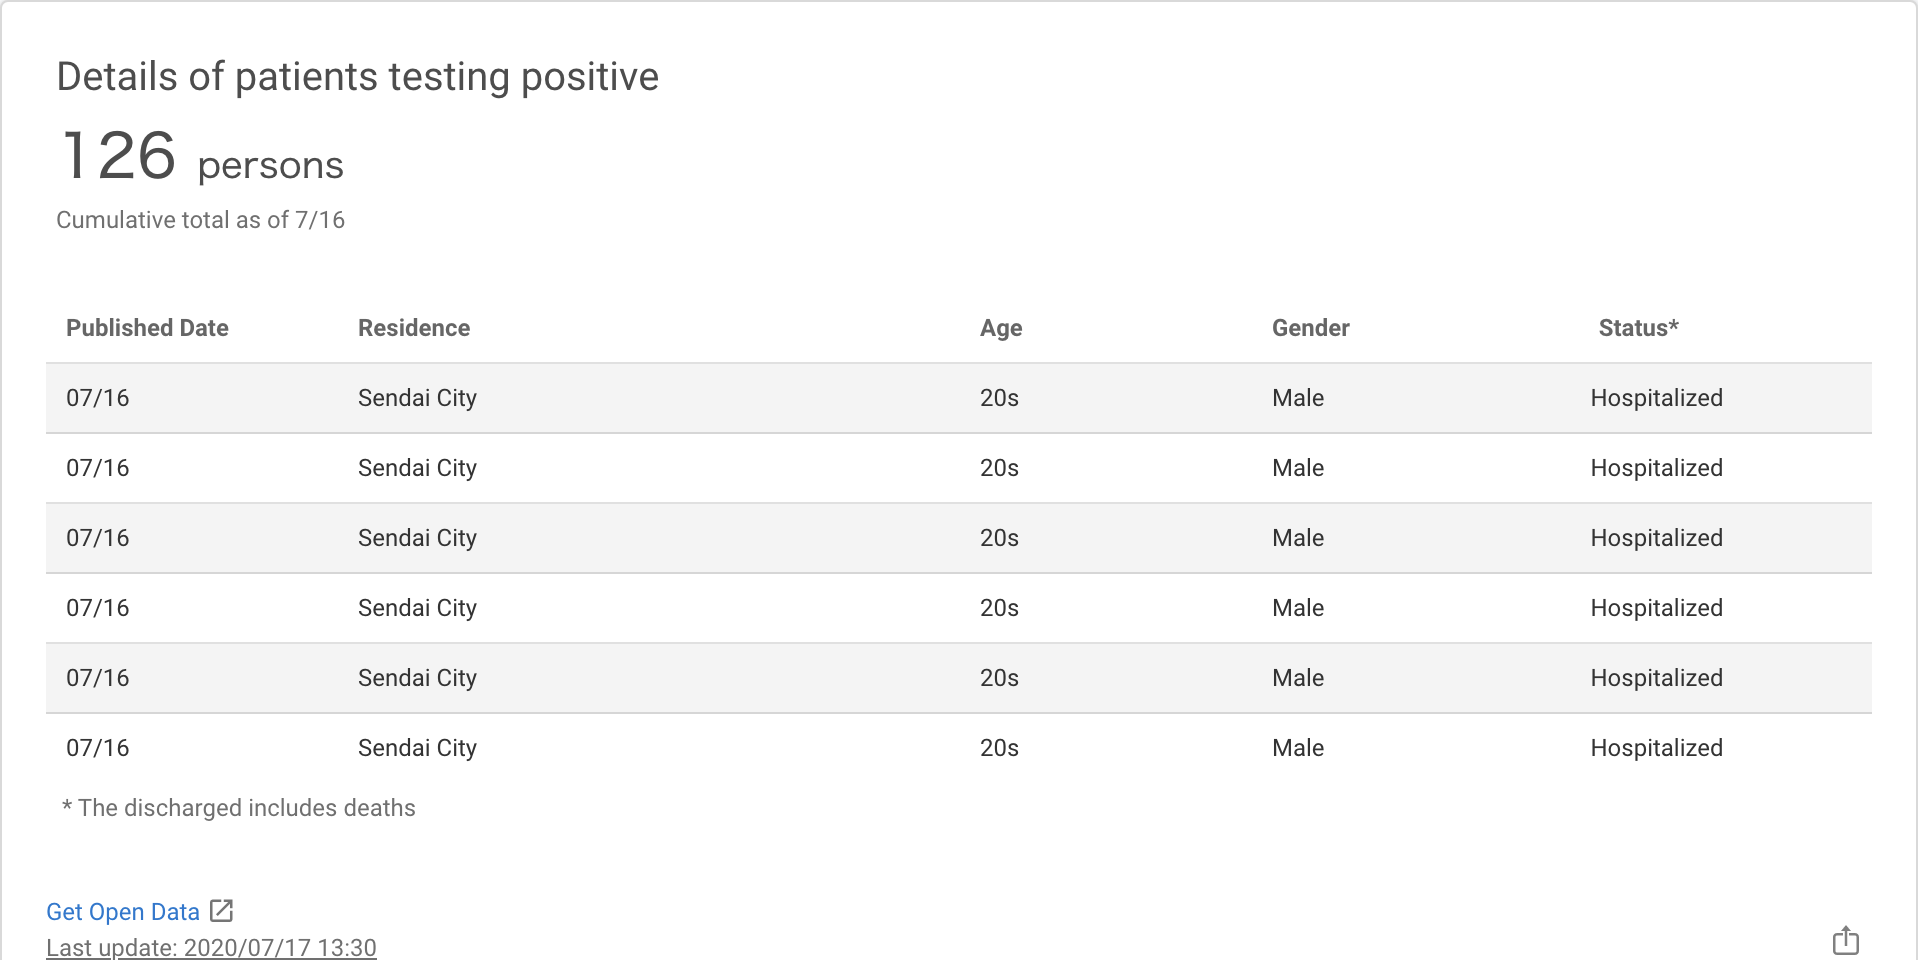 Details of patients testing positive
126 persons
Cumulative total as of 7/16
Published Date Residence Age Gender Status*
07/16 Sendai City 20s Male Hospitalized
07/16 Sendai City 20s Male Hospitalized
07/16 Sendai City 20s Male Hospitalized
07/16 Sendai City 20s Male Hospitalized
07/16 Sendai City 20s Male Hospitalized
07/16 Sendai City 20s Male Hospitalized
* The discharged includes deaths
Get Open Data
Last update: 2020/07/17 13:30